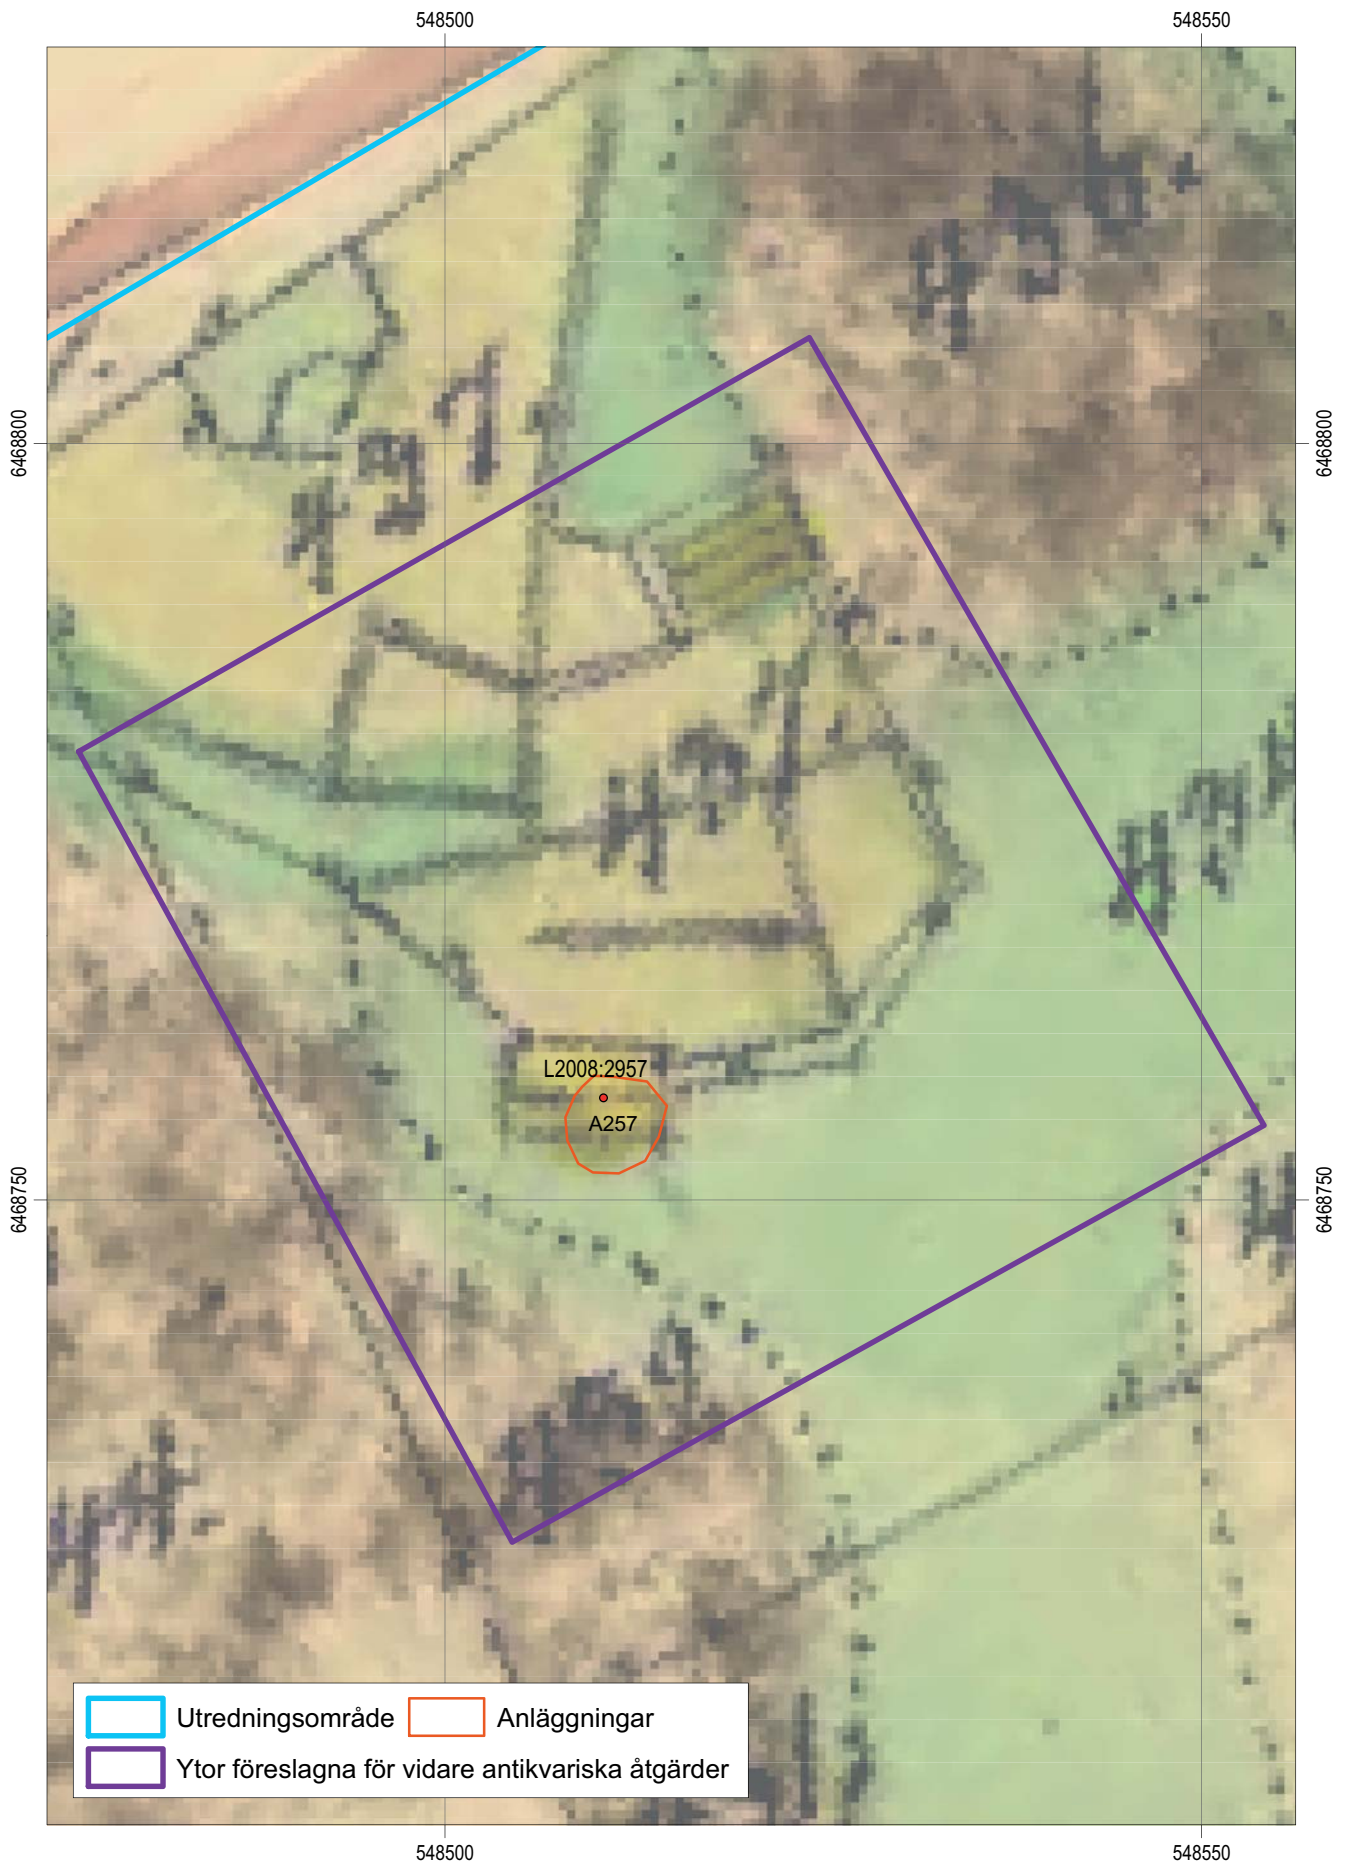 548500 548550
6468800 6468800
L2008:2957
A257
6468750 6468750
Utredningsområde Anläggningar
Ytor föreslagna för vidare antikvariska åtgärder
548500 548550